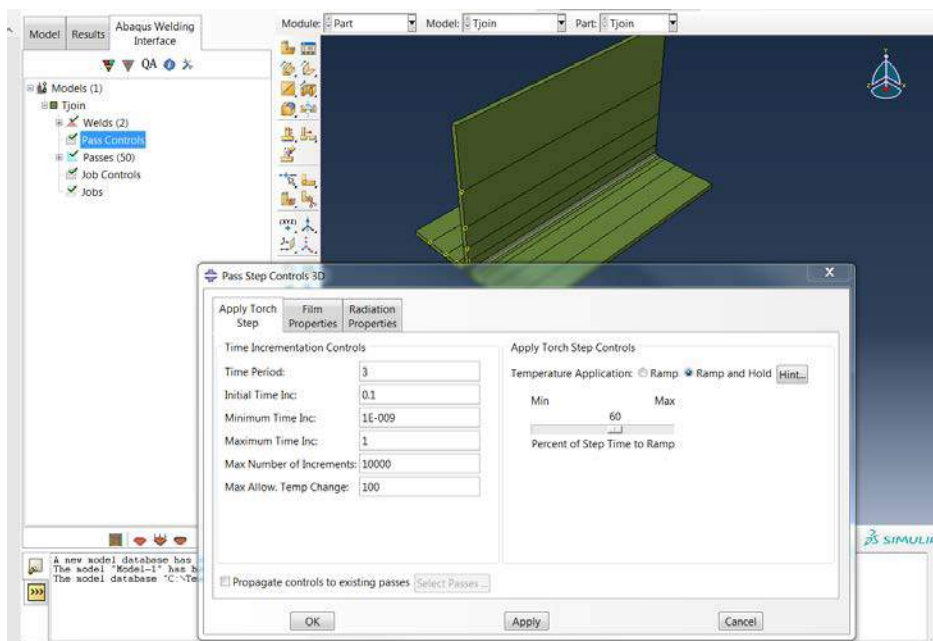 Module: Part Model: Tjoin Part: Tjoin
Model Results Abaqus Welding Interface
QA
Models (1)
Tjoin
Welds (2)
Pass Controls
Passes (50)
Job Controls
Jobs
(XYZ)
Y
Pass Step Controls 3D X
Apply Torch Step Film Properties Radiation Properties
Time Incrementation Controls
Time Period: 3
Initial Time Inc: 0.1
Minimum Time Inc: 1E-009
Maximum Time Inc: 1
Max Number of Increments: 10000
Max Allow. Temp Change: 100
Apply Torch Step Controls
Temperature Application: Ramp Ramp and Hold Hint...
Min Max
60
Percent of Step Time to Ramp
Propagate controls to existing passes Select Passes ...
OK Apply Cancel
A new model database has
The model "Model-1" has b
The model database "C:\Te
>>>
SIMULI